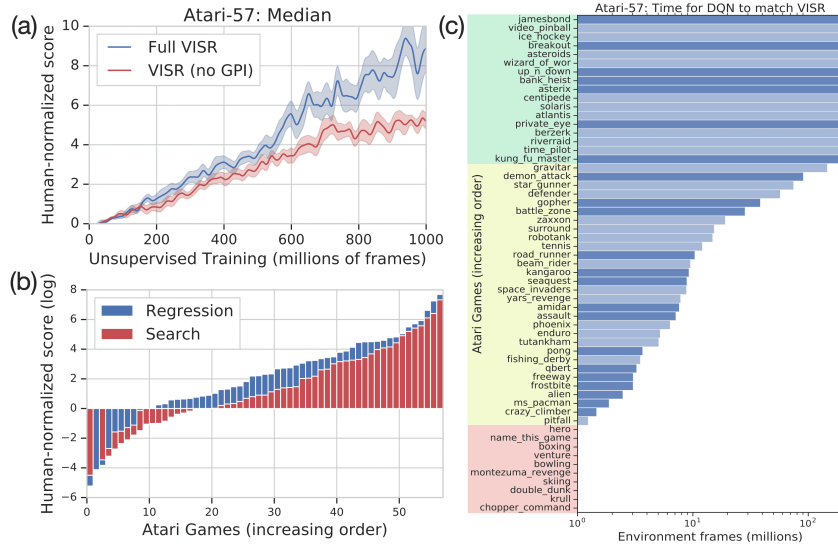 (a)
Atari-57: Median
Human-normalized score
10
8
6
4
2
0
Full VISR
VISR (no GPI)
0
200
400
600
800
1000
Unsupervised Training (millions of frames)
(b)
Human-normalized score (log)
8
6
4
2
0
−2
−4
−6
Regression
Search
0
10
20
30
40
50
Atari Games (increasing order)
(c)
Atari-57: Time for DQN to match VISR
Atari Games (increasing order)
jamesbond
video_pinball
ice_hockey
breakout
asteroids
wizard_of_wor
up_n_down
bank_heist
asterix
centipede
solaris
atlantis
private_eye
berzerk
riverraid
time_pilot
kung_fu_master
gravitar
demon_attack
star_gunner
defender
gopher
battle_zone
zaxxon
surround
robotank
tennis
road_runner
beam_rider
kangaroo
seaquest
space_invaders
yars_revenge
amidar
assault
phoenix
enduro
tutankham
pong
fishing_derby
qbert
freeway
frostbite
alien
ms_pacman
crazy_climber
pitfall
hero
name_this_game
boxing
venture
bowling
montezuma_revenge
skiing
double_dunk
krull
chopper_command
10⁰
10¹
10²
Environment frames (millions)